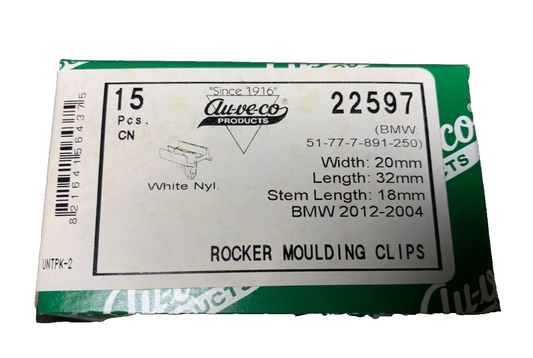 "Since 1916"
15
Au-ve-co®
22597
Pcs.
PRODUCTS
CN
(BMW:
51-77-7-891-250)
Width: 20mm
Length: 32mm
White Nyl.
Stem Length: 18mm
BMW 2012-2004
UNTPK-2
ROCKER MOULDING CLIPS